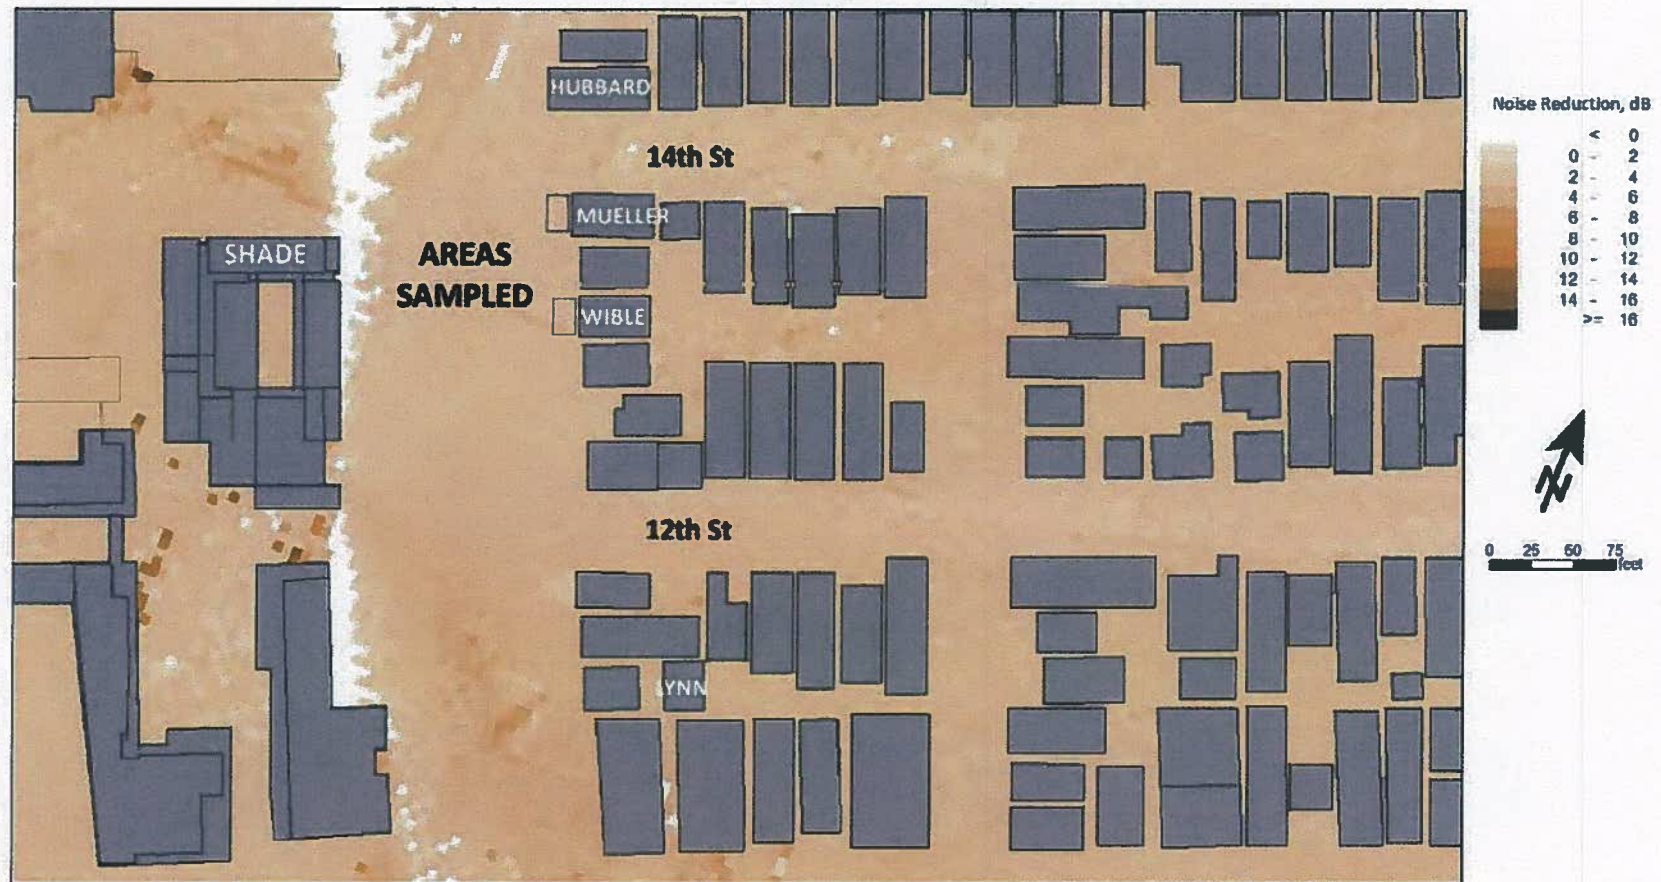 HUBBARD
14th St
MUELLER
SHADE
AREAS
SAMPLED
WIBLE
12th St
LYNN
Noise Reduction, dB
< 0
0 - 2
2 - 4
4 - 6
6 - 8
8 - 10
10 - 12
12 - 14
14 - 16
>= 16
N
0 25 50 75
feet